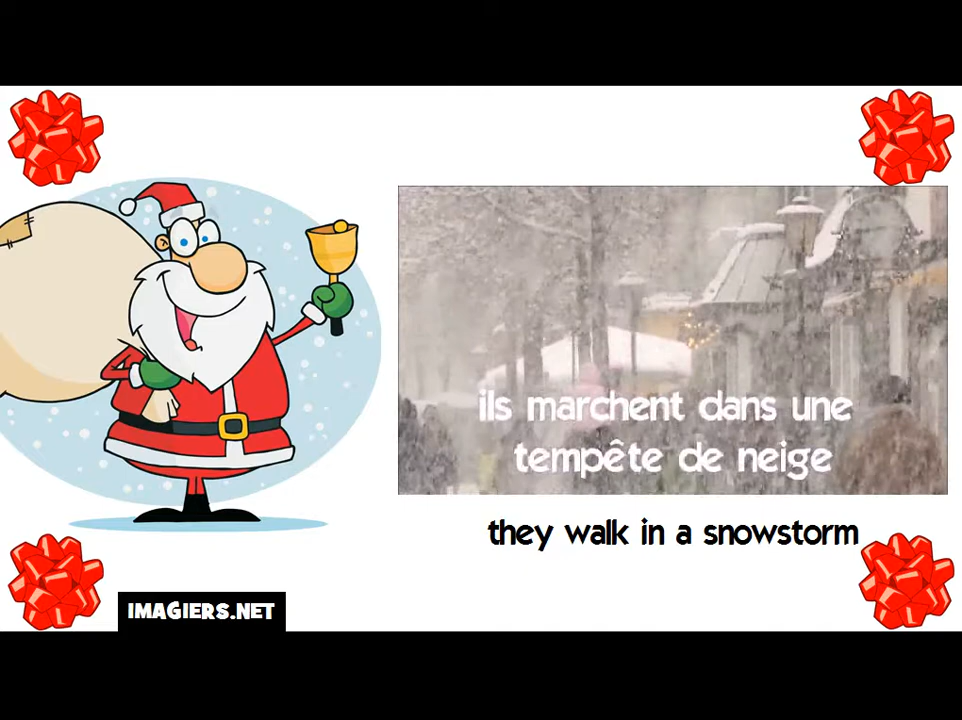 ils marchent dans une
tempête de neige
they walk in a snowstorm
IMAGIERS.NET